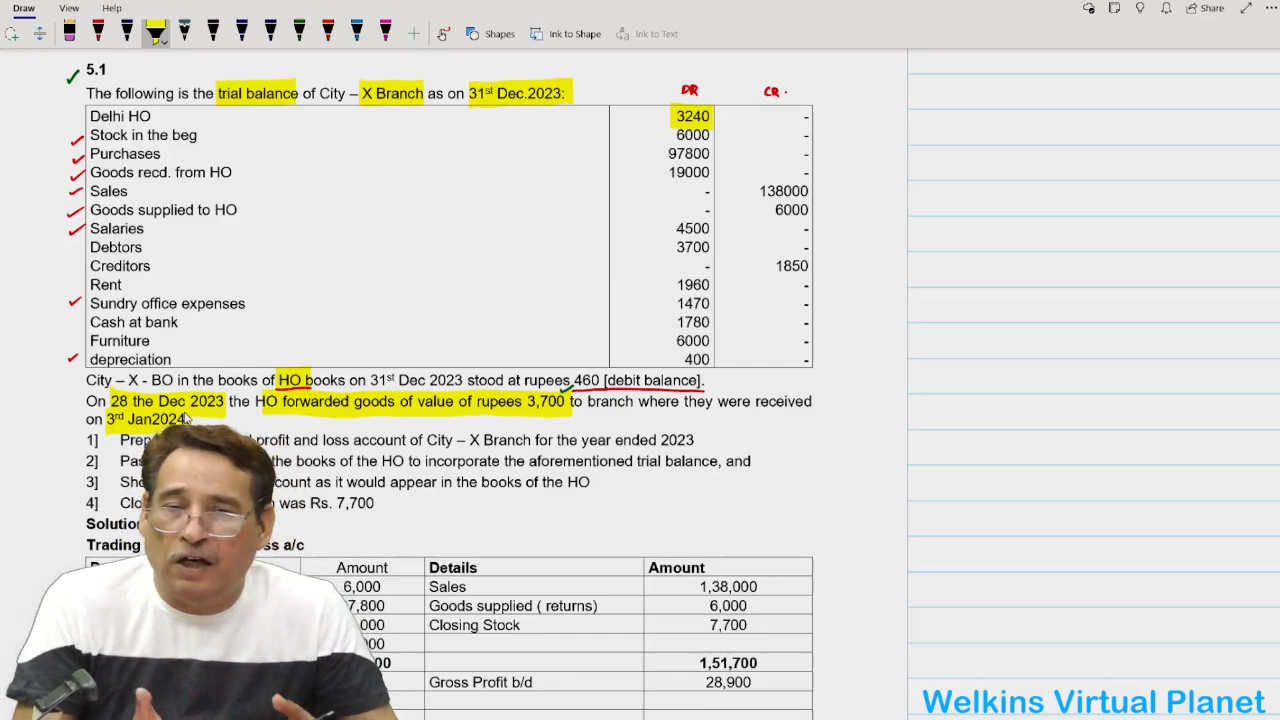 Draw View Help
Share
Shapes Ink to Shape Ink to Text
5.1
The following is the trial balance of City – X Branch as on 31st Dec.2023:
DR CR
Delhi HO 3240 -
Stock in the beg 6000 -
Purchases 97800 -
Goods recd. from HO 19000 -
Sales - 138000
Goods supplied to HO - 6000
Salaries 4500 -
Debtors 3700 -
Creditors - 1850
Rent 1960 -
Sundry office expenses 1470 -
Cash at bank 1780 -
Furniture 6000 -
depreciation 400 -
City – X - BO in the books of HO books on 31st Dec 2023 stood at rupees 460 [debit balance].
On 28 the Dec 2023 the HO forwarded goods of value of rupees 3,700 to branch where they were received
on 3rd Jan2024
1] profit and loss account of City – X Branch for the year ended 2023
2] the books of the HO to incorporate the aforementioned trial balance, and
3] as it would appear in the books of the HO
4] was Rs. 7,700
Trading a/c
Amount Details Amount
6,000 Sales 1,38,000
7,800 Goods supplied ( returns) 6,000
000 Closing Stock 7,700
000
00 1,51,700
Gross Profit b/d 28,900
Welkins Virtual Planet